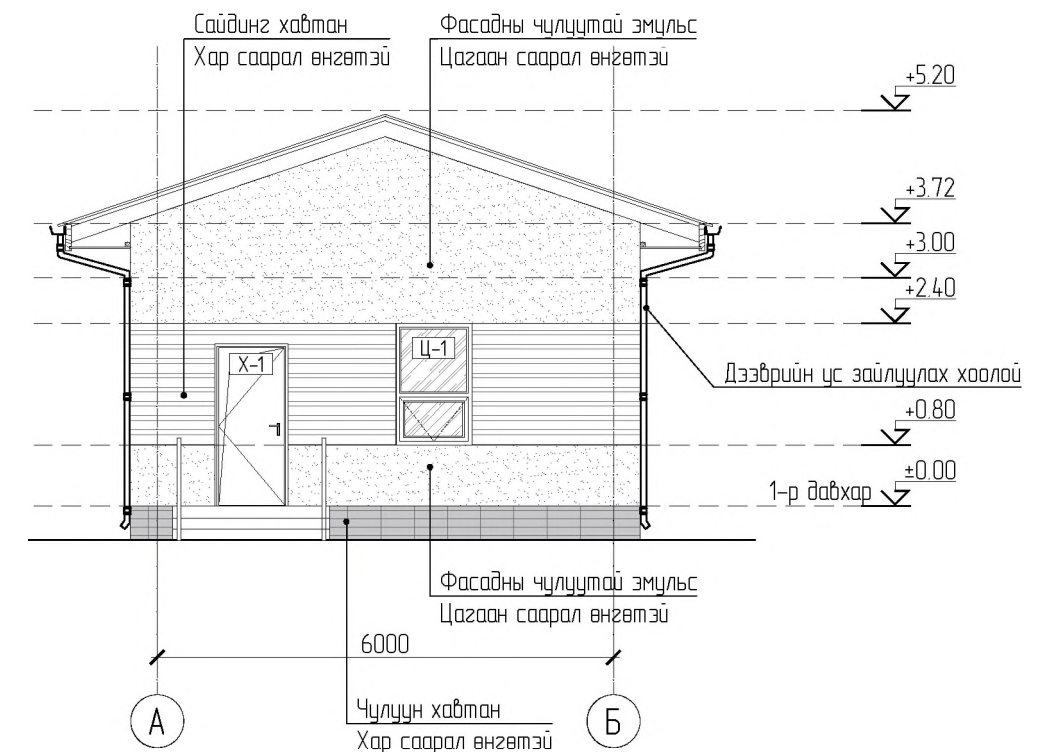 Сайдинг хавтан
Хар саарал өнгөтэй
Фасадны чулуутай эмульс
Цагаан саарал өнгөтэй
+5.20
+3.72
+3.00
+2.40
Х-1
Ц-1
Дээврийн ус зайлуулах хоолой
+0.80
±0.00
1-р давхар
Фасадны чулуутай эмульс
Цагаан саарал өнгөтэй
6000
А
Б
Чулуун хавтан
Хар саарал өнгөтэй